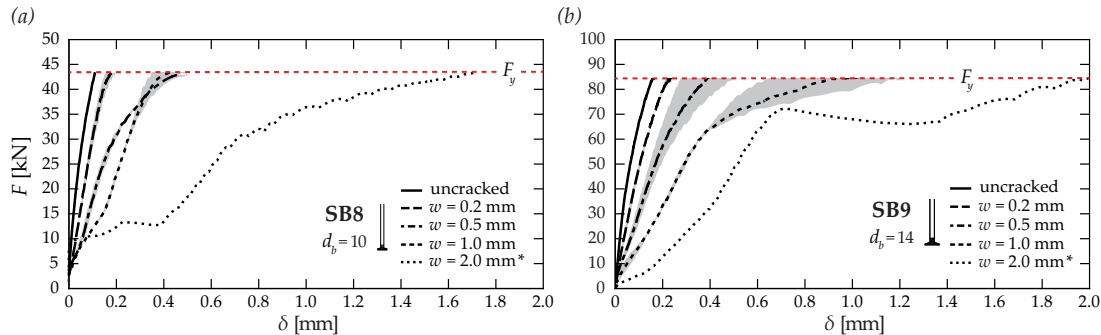 (a)
50
45
40
35
30
25
20
15
10
5
0
F [kN]
F_y
SB8
d_b = 10
uncracked
w = 0.2 mm
w = 0.5 mm
w = 1.0 mm
w = 2.0 mm*
0 0.2 0.4 0.6 0.8 1.0 1.2 1.4 1.6 1.8 2.0
δ [mm]
(b)
100
90
80
70
60
50
40
30
20
10
0
F_y
SB9
d_b = 14
uncracked
w = 0.2 mm
w = 0.5 mm
w = 1.0 mm
w = 2.0 mm*
0.0 0.2 0.4 0.6 0.8 1.0 1.2 1.4 1.6 1.8 2.0
δ [mm]